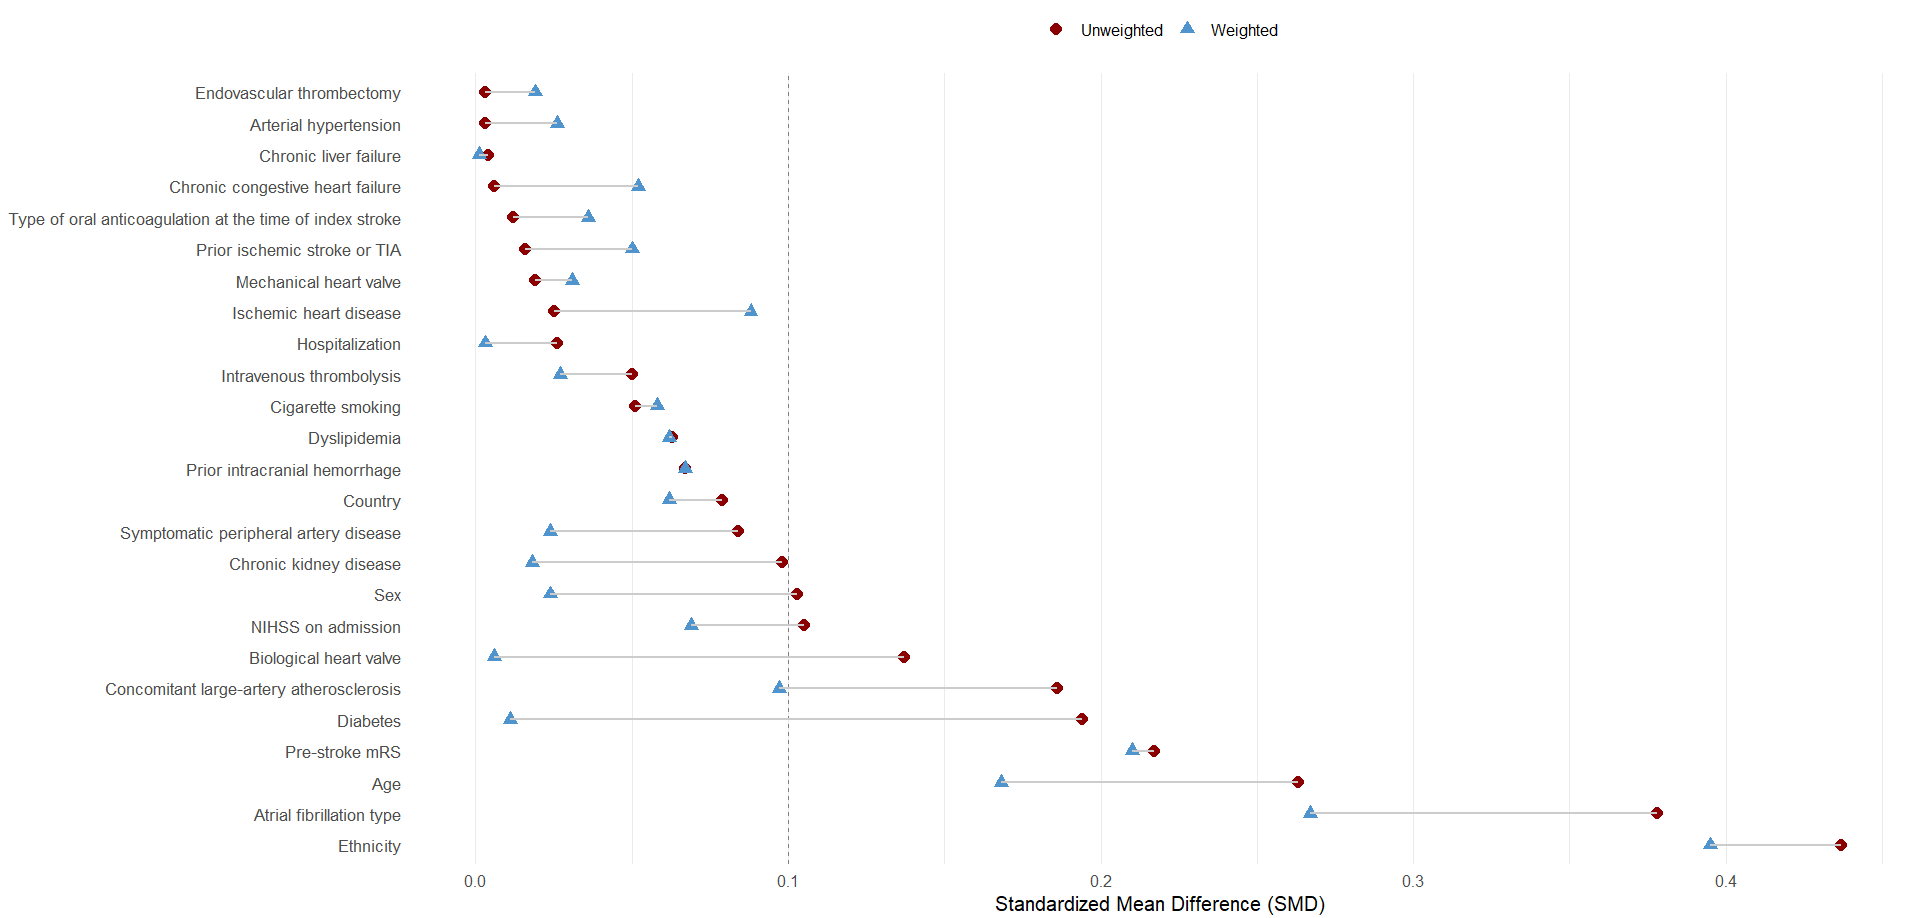 Unweighted Weighted
Endovascular thrombectomy
Arterial hypertension
Chronic liver failure
Chronic congestive heart failure
Type of oral anticoagulation at the time of index stroke
Prior ischemic stroke or TIA
Mechanical heart valve
Ischemic heart disease
Hospitalization
Intravenous thrombolysis
Cigarette smoking
Dyslipidemia
Prior intracranial hemorrhage
Country
Symptomatic peripheral artery disease
Chronic kidney disease
Sex
NIHSS on admission
Biological heart valve
Concomitant large-artery atherosclerosis
Diabetes
Pre-stroke mRS
Age
Atrial fibrillation type
Ethnicity
0.0 0.1 0.2 0.3 0.4
Standardized Mean Difference (SMD)